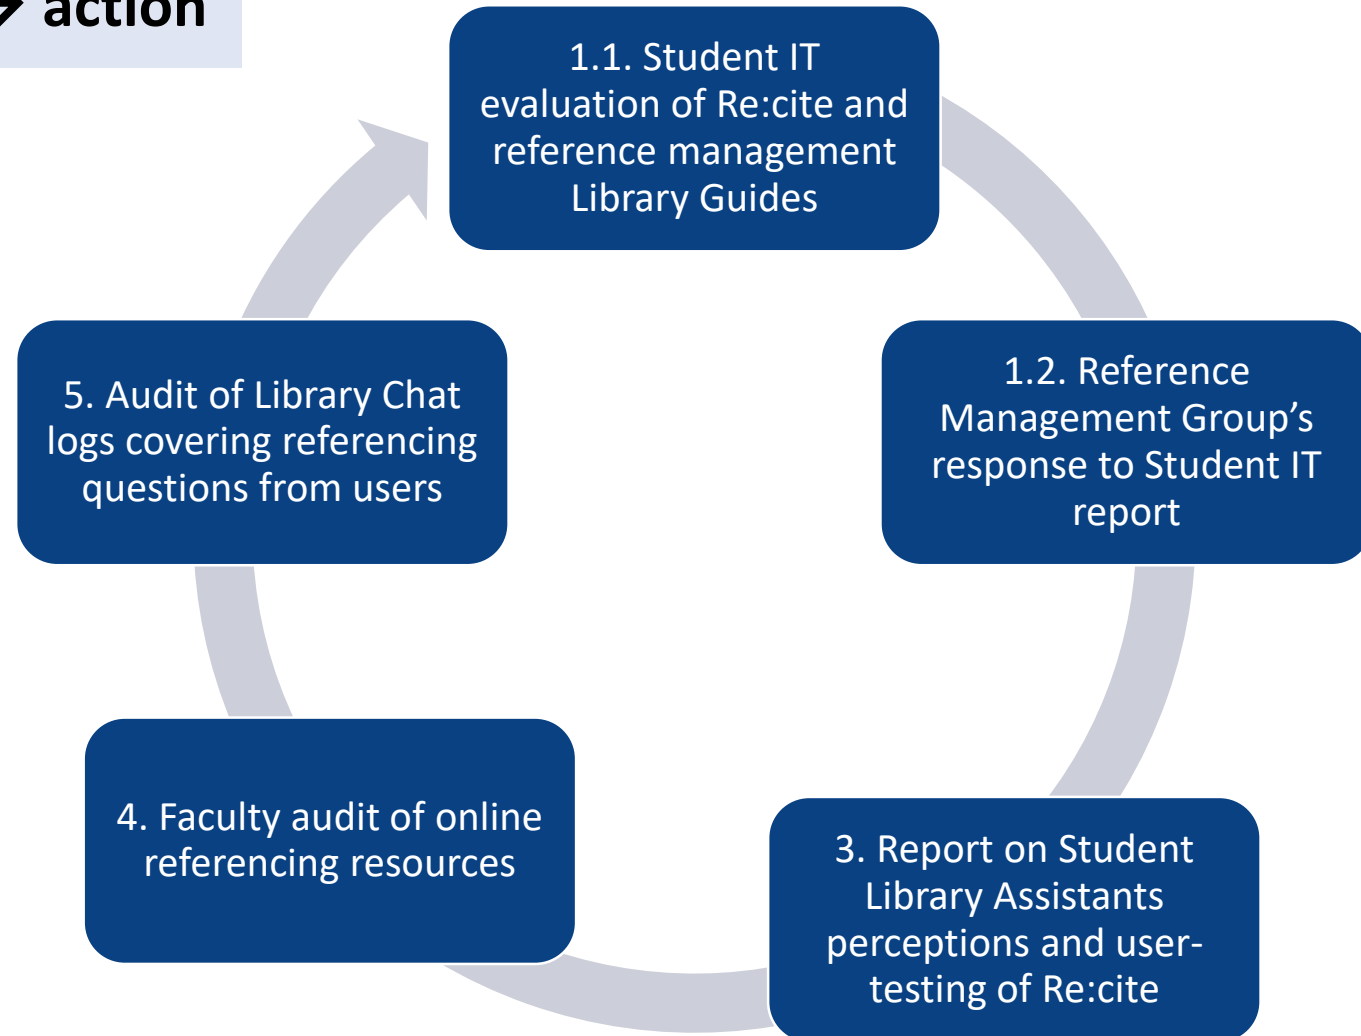 → action
1.1. Student IT
evaluation of Re:cite and
reference management
Library Guides
1.2. Reference
Management Group’s
response to Student IT
report
3. Report on Student
Library Assistants
perceptions and user-
testing of Re:cite
4. Faculty audit of online
referencing resources
5. Audit of Library Chat
logs covering referencing
questions from users